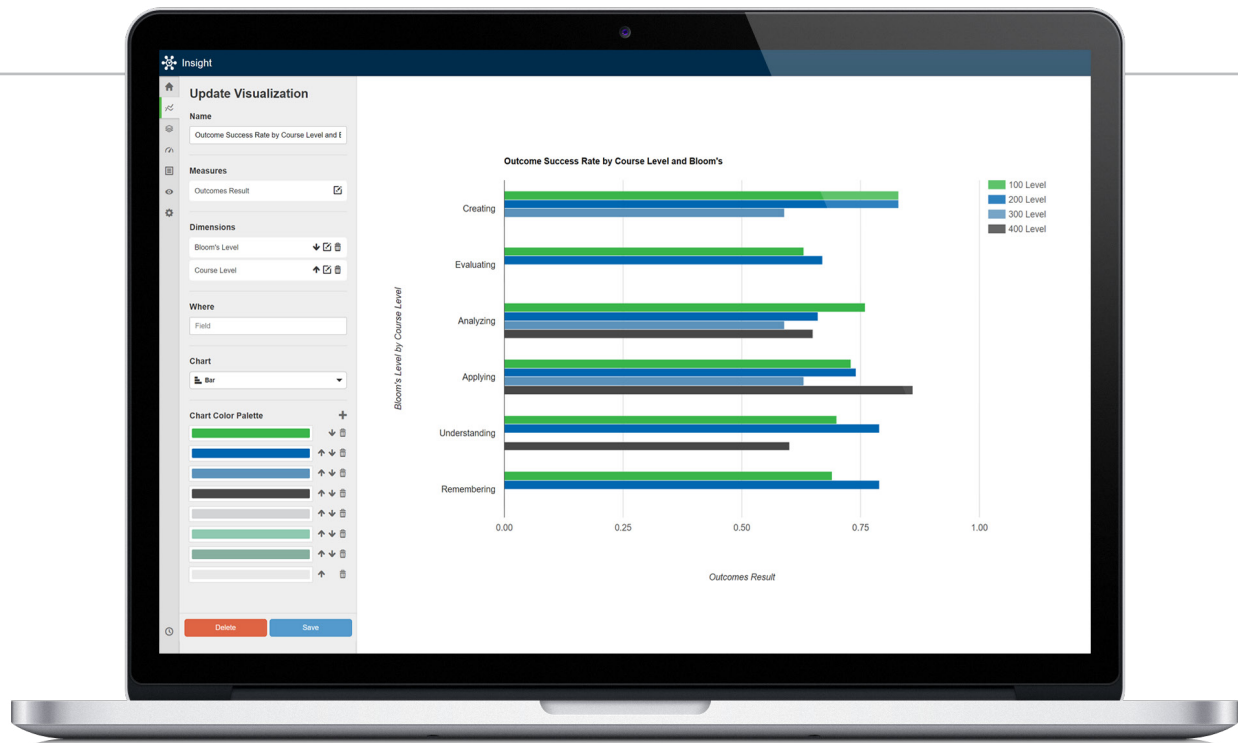 Insight
Update Visualization
Name
Outcome Success Rate by Course Level and E
Measures
Outcomes Result
Dimensions
Bloom's Level
Course Level
Where
Field
Chart
Bar
Chart Color Palette
Delete
Save
Outcome Success Rate by Course Level and Bloom's
100 Level
200 Level
300 Level
400 Level
Bloom's Level by Course Level
Creating
Evaluating
Analyzing
Applying
Understanding
Remembering
0.00 0.25 0.50 0.75 1.00
Outcomes Result